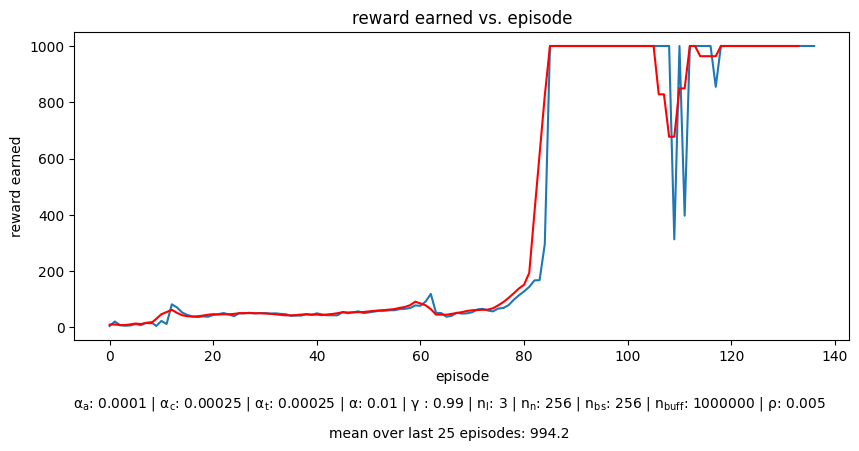 reward earned vs. episode
1000
800
600
400
200
0
reward earned
0 20 40 60 80 100 120 140
episode
αa: 0.0001 | αc: 0.00025 | αt: 0.00025 | α: 0.01 | γ : 0.99 | nl: 3 | nn: 256 | nbs: 256 | nbuff: 1000000 | ρ: 0.005
mean over last 25 episodes: 994.2